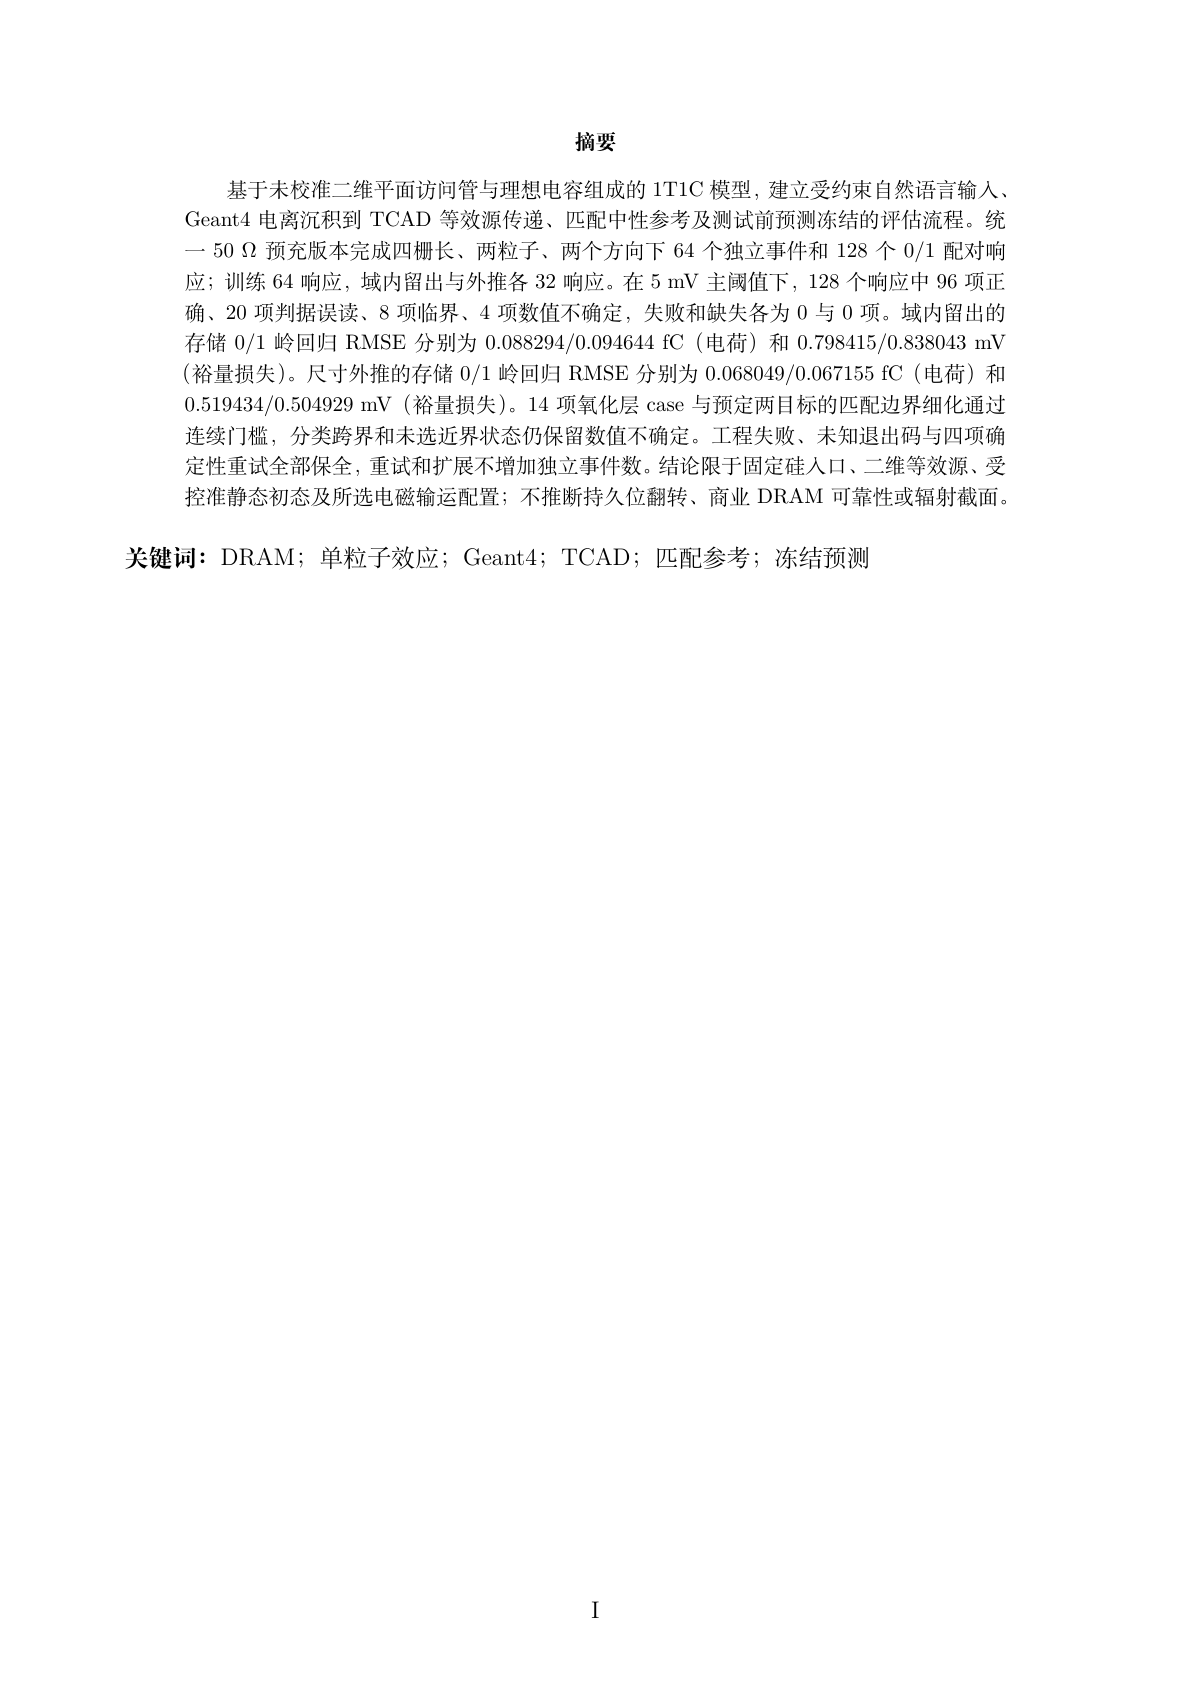 摘要
基于未校准二维平面访问管与理想电容组成的 1T1C 模型, 建立受约束自然语言输入、
Geant4 电离沉积到 TCAD 等效源传递、匹配中性参考及测试前预测冻结的评估流程。统
一 50 Ω 预充版本完成四栅长、两粒子、两个方向下 64 个独立事件和 128 个 0/1 配对响
应；训练 64 响应, 域内留出与外推各 32 响应。在 5 mV 主阈值下, 128 个响应中 96 项正
确、20 项判据误读、8 项临界、4 项数值不确定, 失败和缺失各为 0 与 0 项。域内留出的
存储 0/1 岭回归 RMSE 分别为 0.088294/0.094644 fC（电荷）和 0.798415/0.838043 mV
（裕量损失）。尺寸外推的存储 0/1 岭回归 RMSE 分别为 0.068049/0.067155 fC（电荷）和
0.519434/0.504929 mV（裕量损失）。14 项氧化层 case 与预定两目标的匹配边界细化通过
连续门槛, 分类跨界和未选近界状态仍保留数值不确定。工程失败、未知退出码与四项确
定性重试全部保全, 重试和扩展不增加独立事件数。结论限于固定硅入口、二维等效源、受
控准静态初态及所选电磁输运配置；不推断持久位翻转、商业 DRAM 可靠性或辐射截面。
关键词：DRAM；单粒子效应；Geant4；TCAD；匹配参考；冻结预测
I